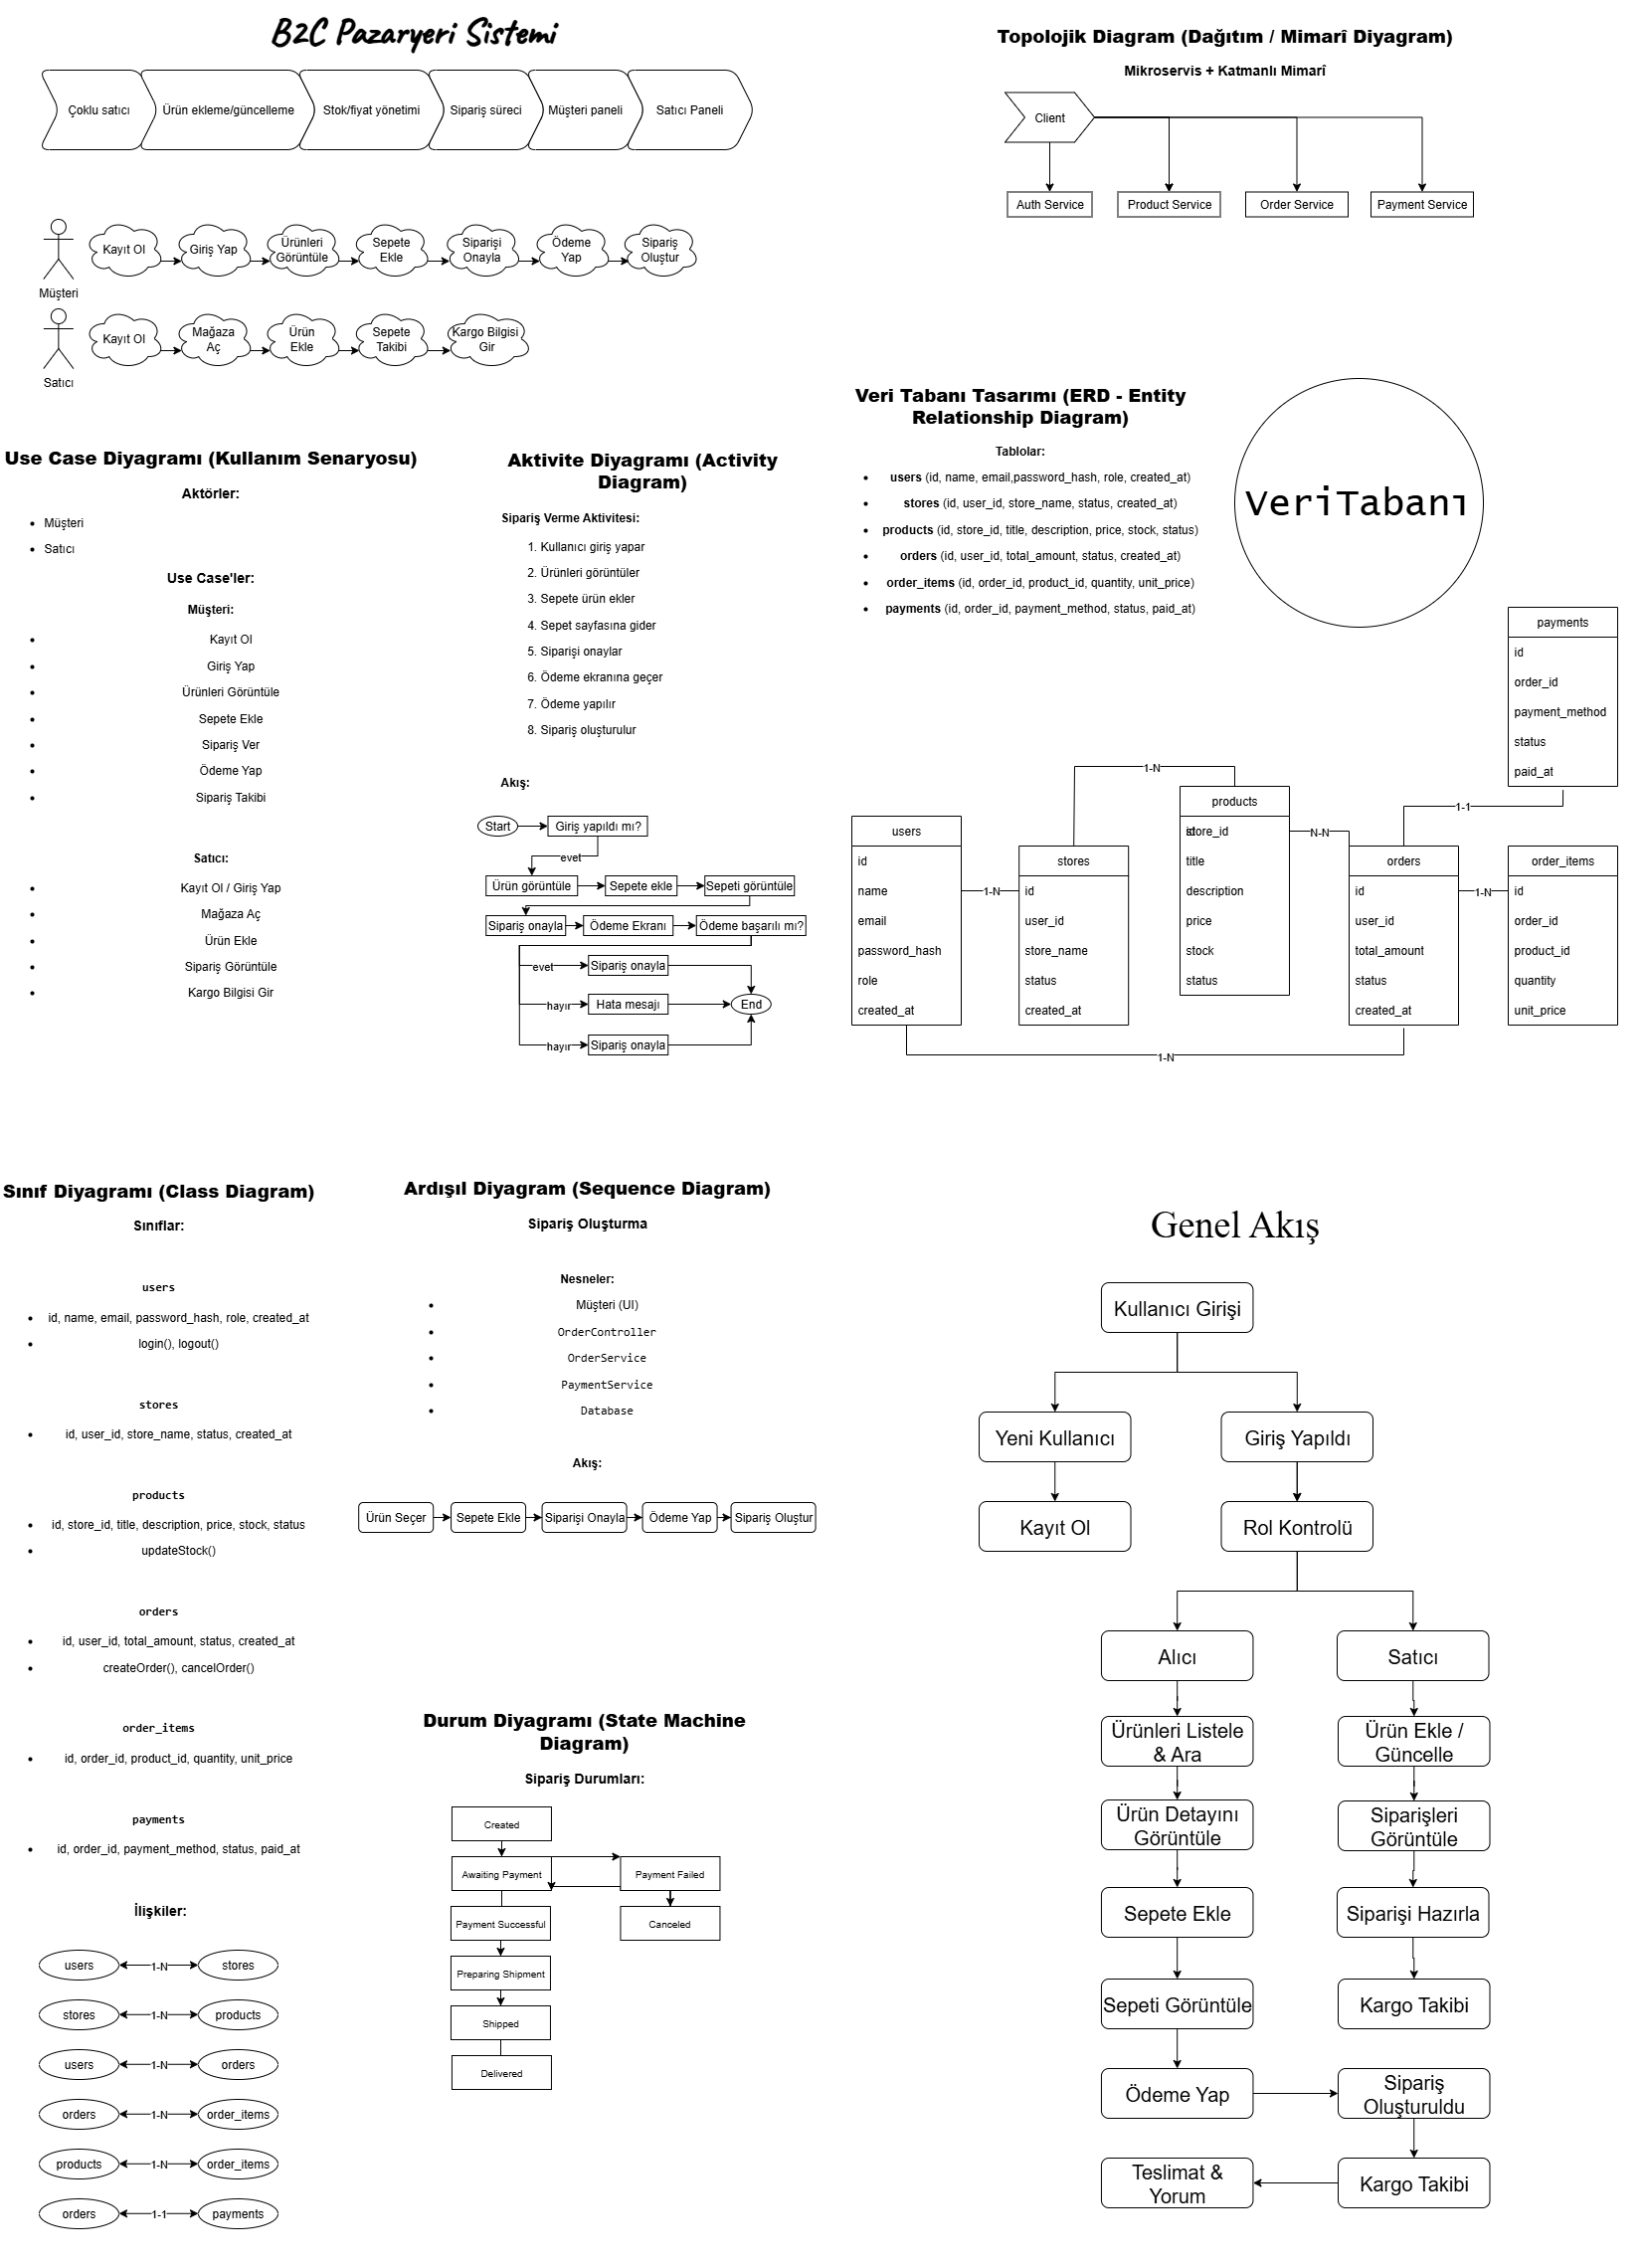 B2C Pazaryeri Sistemi
Çoklu satıcı
Ürün ekleme/güncelleme
Stok/fiyat yönetimi
Sipariş süreci
Müşteri paneli
Satıcı Paneli
Kayıt Ol
Giriş Yap
Ürünleri
Görüntüle
Sepete
Ekle
Siparişi
Onayla
Ödeme
Yap
Sipariş
Oluştur
Müşteri
Kayıt Ol
Mağaza
Aç
Ürün
Ekle
Sepete
Takibi
Kargo Bilgisi
Gir
Satıcı
Topolojik Diagram (Dağıtım / Mimarî Diyagram)
Mikroservis + Katmanlı Mimarî
Client
Auth Service
Product Service
Order Service
Payment Service
Use Case Diyagramı (Kullanım Senaryosu)
Aktörler:
• Müşteri
• Satıcı
Use Case'ler:
Müşteri:
• Kayıt Ol
• Giriş Yap
• Ürünleri Görüntüle
• Sepete Ekle
• Sipariş Ver
• Ödeme Yap
• Sipariş Takibi
Satıcı:
• Kayıt Ol / Giriş Yap
• Mağaza Aç
• Ürün Ekle
• Sipariş Görüntüle
• Kargo Bilgisi Gir
Aktivite Diyagramı (Activity
Diagram)
Sipariş Verme Aktivitesi:
1. Kullanıcı giriş yapar
2. Ürünleri görüntüler
3. Sepete ürün ekler
4. Sepet sayfasına gider
5. Siparişi onaylar
6. Ödeme ekranına geçer
7. Ödeme yapılır
8. Sipariş oluşturulur
Akış:
Start
Giriş yapıldı mı?
evet
Ürün görüntüle
Sepete ekle
Sepeti görüntüle
Sipariş onayla
Ödeme Ekranı
Ödeme başarılı mı?
evet
Sipariş onayla
hayır
Hata mesajı
End
hayır
Sipariş onayla
Veri Tabanı Tasarımı (ERD - Entity
Relationship Diagram)
Tablolar:
• users (id, name, email,password_hash, role, created_at)
• stores (id, user_id, store_name, status, created_at)
• products (id, store_id, title, description, price, stock, status)
• orders (id, user_id, total_amount, status, created_at)
• order_items (id, order_id, product_id, quantity, unit_price)
• payments (id, order_id, payment_method, status, paid_at)
VeriTabanı
payments
id
order_id
payment_method
status
paid_at
1-N
1-1
users
id
name
email
password_hash
role
created_at
1-N
stores
id
user_id
store_name
status
created_at
products
id
store_id
title
description
price
stock
status
N-N
orders
id
user_id
total_amount
status
created_at
1-N
order_items
id
order_id
product_id
quantity
unit_price
1-N
Sınıf Diyagramı (Class Diagram)
Sınıflar:
users
• id, name, email, password_hash, role, created_at
• login(), logout()
stores
• id, user_id, store_name, status, created_at
products
• id, store_id, title, description, price, stock, status
• updateStock()
orders
• id, user_id, total_amount, status, created_at
• createOrder(), cancelOrder()
order_items
• id, order_id, product_id, quantity, unit_price
payments
• id, order_id, payment_method, status, paid_at
İlişkiler:
users 1-N stores
stores 1-N products
users 1-N orders
orders 1-N order_items
products 1-N order_items
orders 1-1 payments
Ardışıl Diyagram (Sequence Diagram)
Sipariş Oluşturma
Nesneler:
• Müşteri (UI)
• OrderController
• OrderService
• PaymentService
• Database
Akış:
Ürün Seçer
Sepete Ekle
Siparişi Onayla
Ödeme Yap
Sipariş Oluştur
Durum Diyagramı (State Machine
Diagram)
Sipariş Durumları:
Created
Awaiting Payment
Payment Failed
Payment Successful
Canceled
Preparing Shipment
Shipped
Delivered
Genel Akış
Kullanıcı Girişi
Yeni Kullanıcı
Giriş Yapıldı
Kayıt Ol
Rol Kontrolü
Alıcı
Satıcı
Ürünleri Listele
& Ara
Ürün Ekle /
Güncelle
Ürün Detayını
Görüntüle
Siparişleri
Görüntüle
Sepete Ekle
Siparişi Hazırla
Sepeti Görüntüle
Kargo Takibi
Ödeme Yap
Sipariş
Oluşturuldu
Teslimat &
Yorum
Kargo Takibi